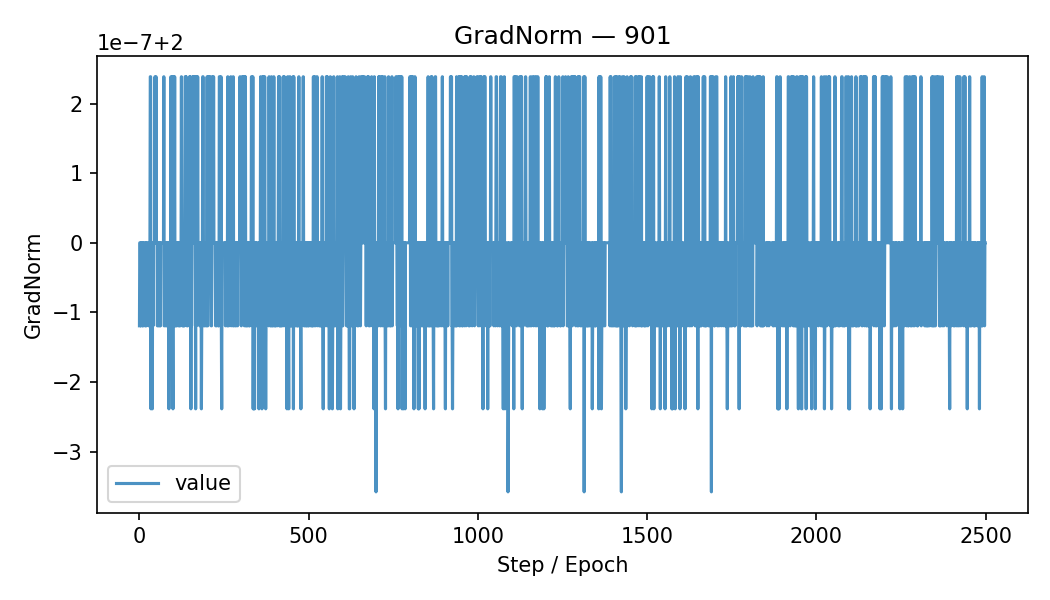 GradNorm — 901
1e−7+2
2
1
0
−1
−2
−3
GradNorm
value
0 500 1000 1500 2000 2500
Step / Epoch